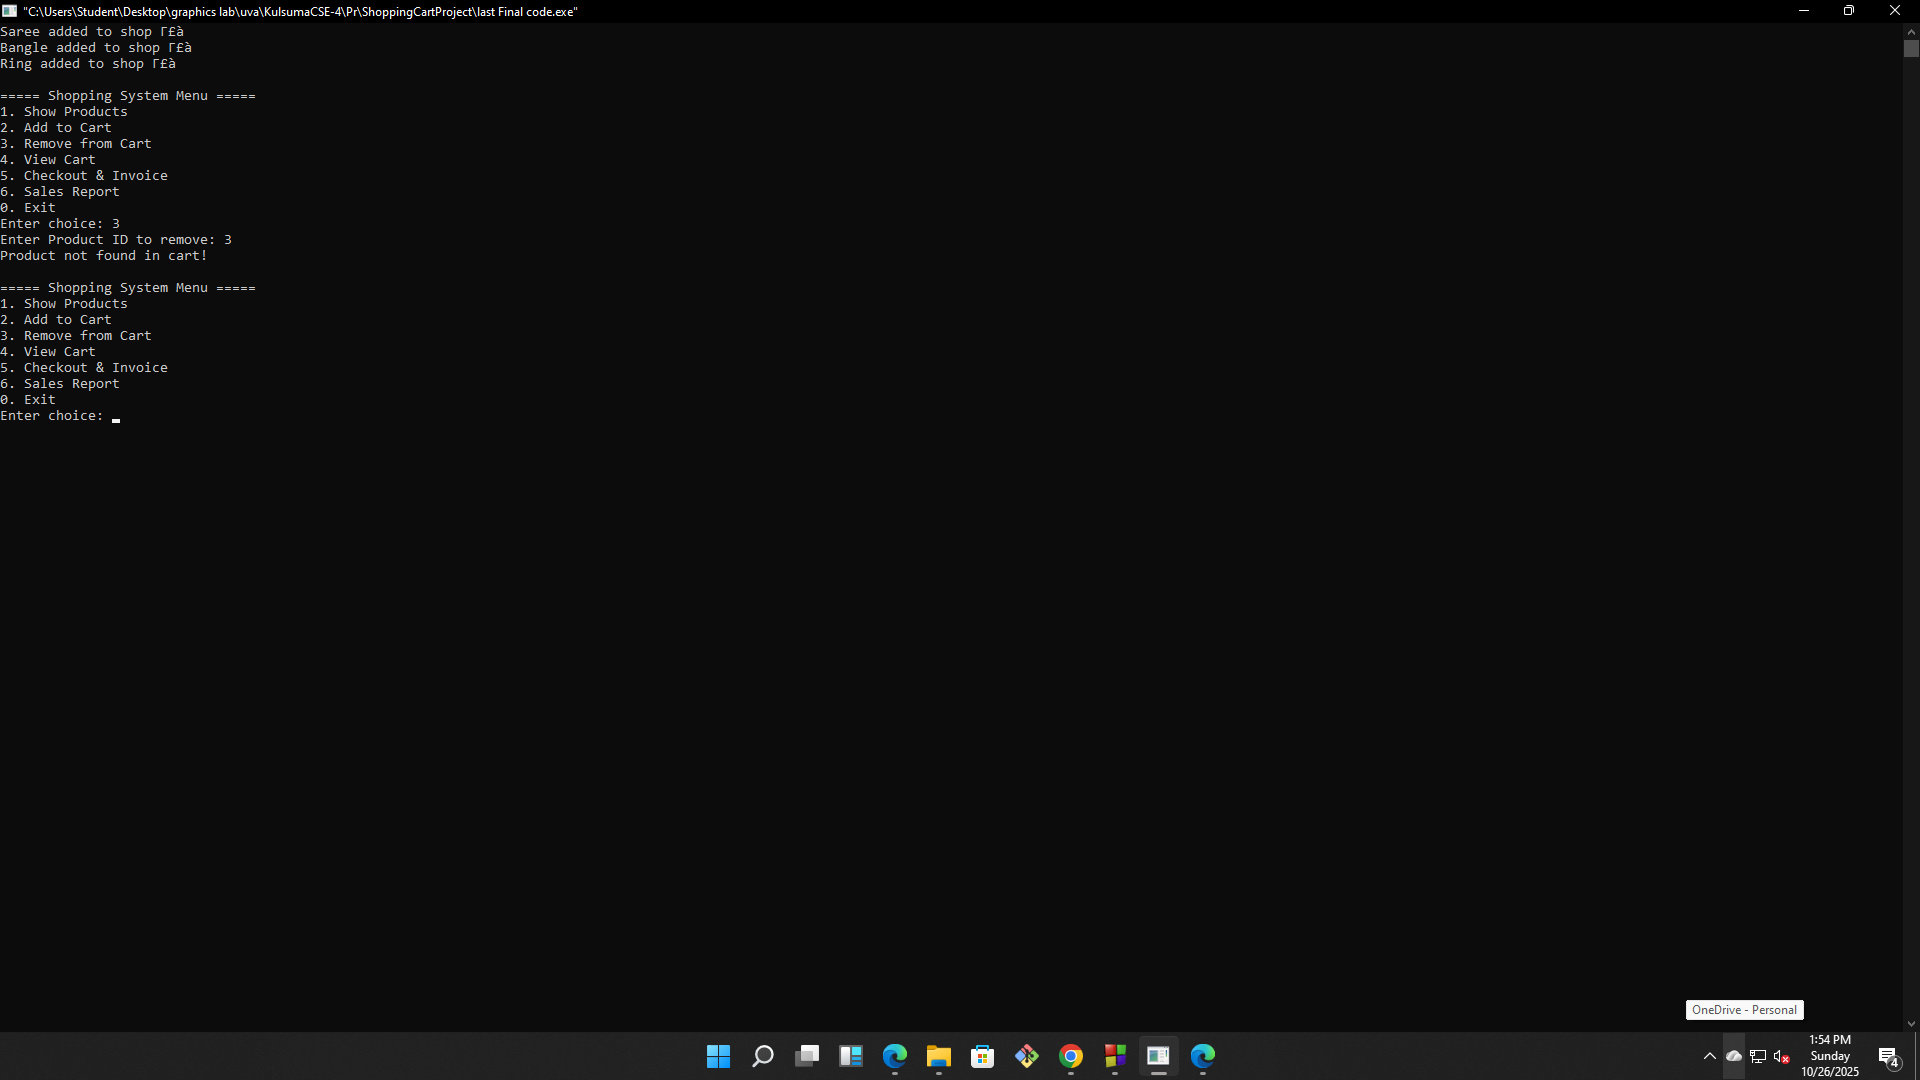 "C:\Users\Student\Desktop\graphics lab\uva\KulsumaCSE-4\Pr\ShoppingCartProject\last Final code.exe"
Saree added to shop Γ£à
Bangle added to shop Γ£à
Ring added to shop Γ£à

===== Shopping System Menu =====
1. Show Products
2. Add to Cart
3. Remove from Cart
4. View Cart
5. Checkout & Invoice
6. Sales Report
0. Exit
Enter choice: 3
Enter Product ID to remove: 3
Product not found in cart!

===== Shopping System Menu =====
1. Show Products
2. Add to Cart
3. Remove from Cart
4. View Cart
5. Checkout & Invoice
6. Sales Report
0. Exit
Enter choice:
OneDrive - Personal
1:54 PM
Sunday
10/26/2025
4